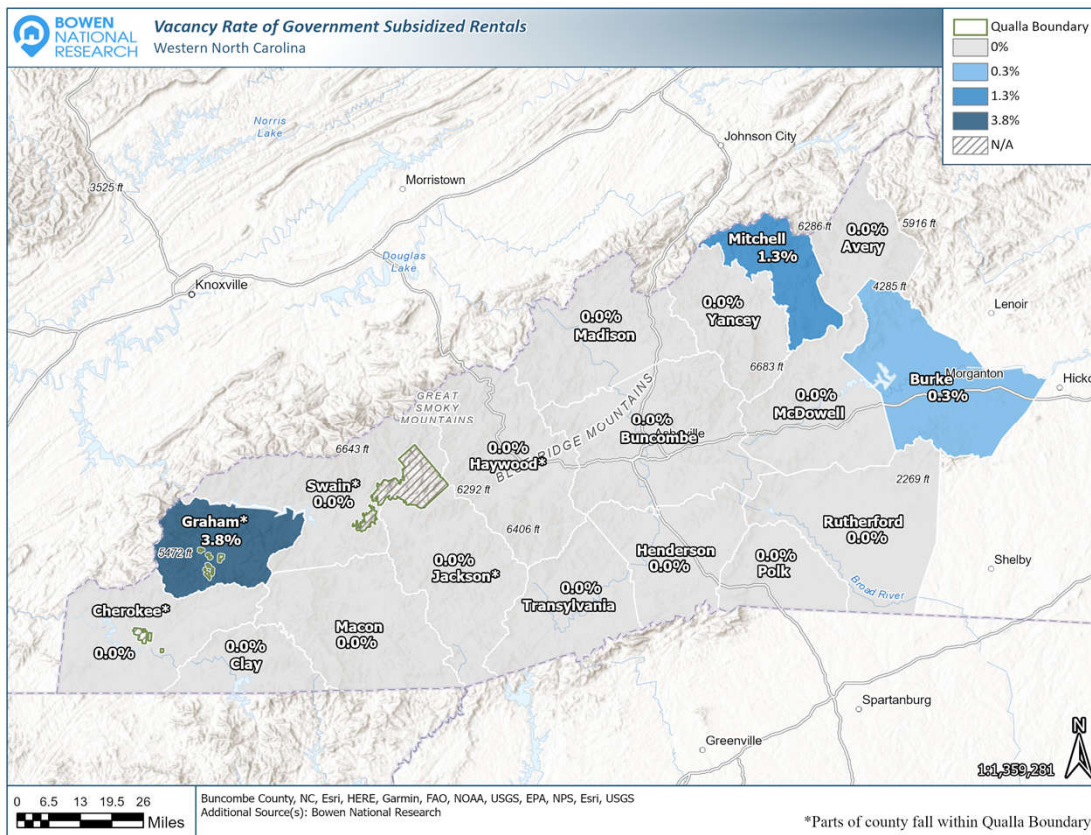 BOWEN
NATIONAL
RESEARCH
Vacancy Rate of Government Subsidized Rentals
Western North Carolina
Qualla Boundary
0%
0.3%
1.3%
3.8%
N/A
Norris
Lake
Johnson City
3525 ft
Morristown
6286 ft
5916 ft
0.0%
Avery
Mitchell
1.3%
Douglas
Lake
Knoxville
4285 ft
Lenoir
0.0%
Yancey
0.0%
Madison
6683 ft
Morganton
Burke
0.3%
Hicko
GREAT
SMOKY
MOUNTAINS
0.0%
McDowell
BLUE RIDGE MOUNTAINS
0.0%
Asheville
Buncombe
6643 ft
0.0%
Haywood*
Swain*
0.0%
6292 ft
2269 ft
Graham*
3.8%
5472 ft
6406 ft
Rutherford
0.0%
Henderson
0.0%
0.0%
Polk
0.0%
Jackson*
Shelby
0.0%
Transylvania
Broad River
Cherokee*
0.0%
Macon
0.0%
0.0%
Clay
Spartanburg
Greenville
N
1:1,359,281
0 6.5 13 19.5 26
Miles
Buncombe County, NC, Esri, HERE, Garmin, FAO, NOAA, USGS, EPA, NPS, Esri, USGS
Additional Source(s): Bowen National Research
*Parts of county fall within Qualla Boundary